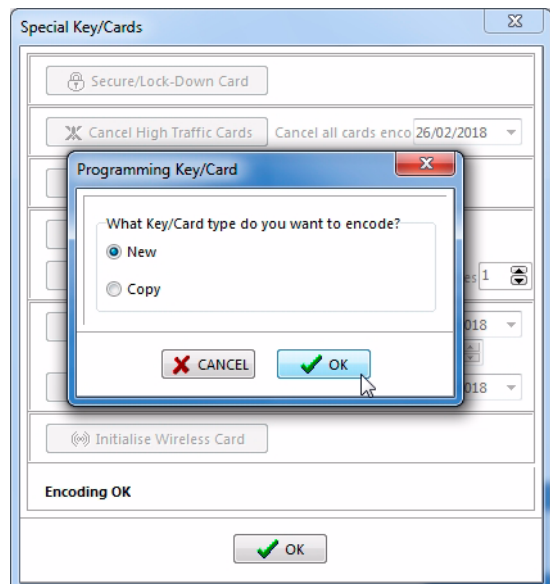 Special Key/Cards
Secure/Lock-Down Card
Cancel High Traffic Cards Cancel all cards enco 26/02/2018
Programming Key/Card
What Key/Card type do you want to encode?
New
es 1
Copy
018
CANCEL OK
018
Initialise Wireless Card
Encoding OK
OK